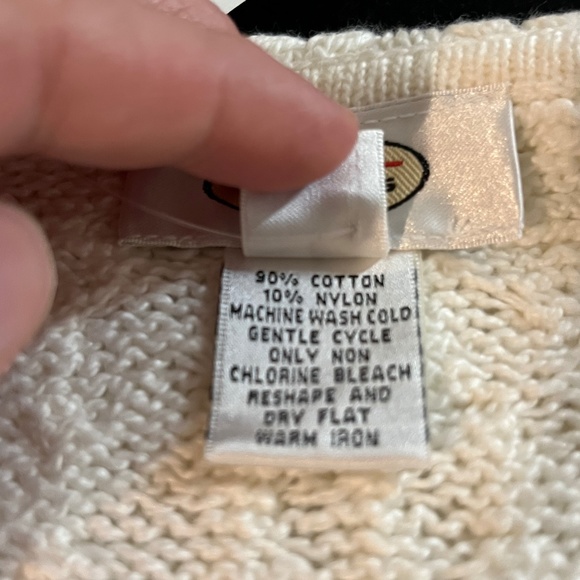 90% COTTON
10% NYLON
MACHINE WASH COLD
GENTLE CYCLE
ONLY NON
CHLORINE BLEACH
RESHAPE AND
DRY FLAT
WARM IRON